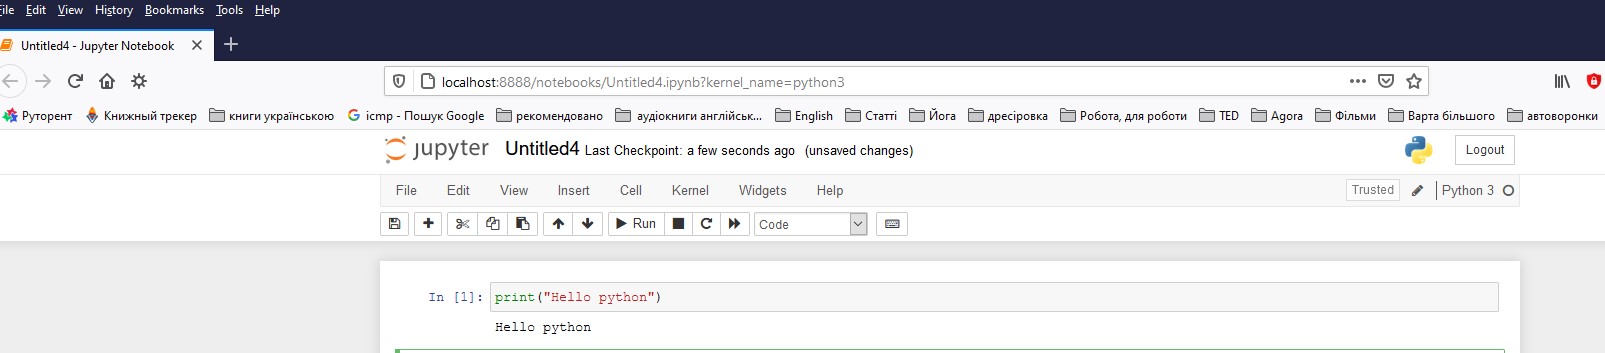 File Edit View History Bookmarks Tools Help
Untitled4 - Jupyter Notebook
localhost:8888/notebooks/Untitled4.ipynb?kernel_name=python3
Руторент Книжный трекер книги українською icmp - Пошук Google рекомендовано аудіокниги англійськ... English Статті Йога дресіровка Робота, для роботи TED Agora Фільми Варта більшого автоворонки
jupyter Untitled4 Last Checkpoint: a few seconds ago (unsaved changes) Logout
File Edit View Insert Cell Kernel Widgets Help Trusted Python 3
Run Code
In [1]: print("Hello python")
Hello python